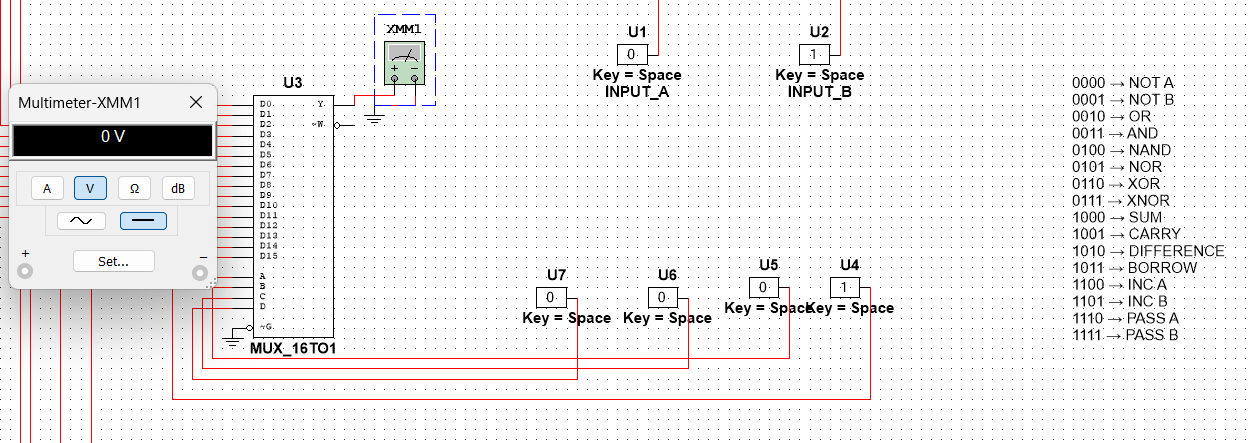 XMM1
U1
0
Key = Space
INPUT_A
U2
1
Key = Space
INPUT_B
Multimeter-XMM1
0 V
A
V
Ω
dB
Set...
+
−
U3
D0
D1
D2
D3
D4
D5
D6
D7
D8
D9
D10
D11
D12
D13
D14
D15
A
B
C
D
~G
Y
~W
MUX_16TO1
U7
0
Key = Space
U6
0
Key = Space
U5
0
Key = Space
U4
1
Key = Space
0000 → NOT A
0001 → NOT B
0010 → OR
0011 → AND
0100 → NAND
0101 → NOR
0110 → XOR
0111 → XNOR
1000 → SUM
1001 → CARRY
1010 → DIFFERENCE
1011 → BORROW
1100 → INC A
1101 → INC B
1110 → PASS A
1111 → PASS B